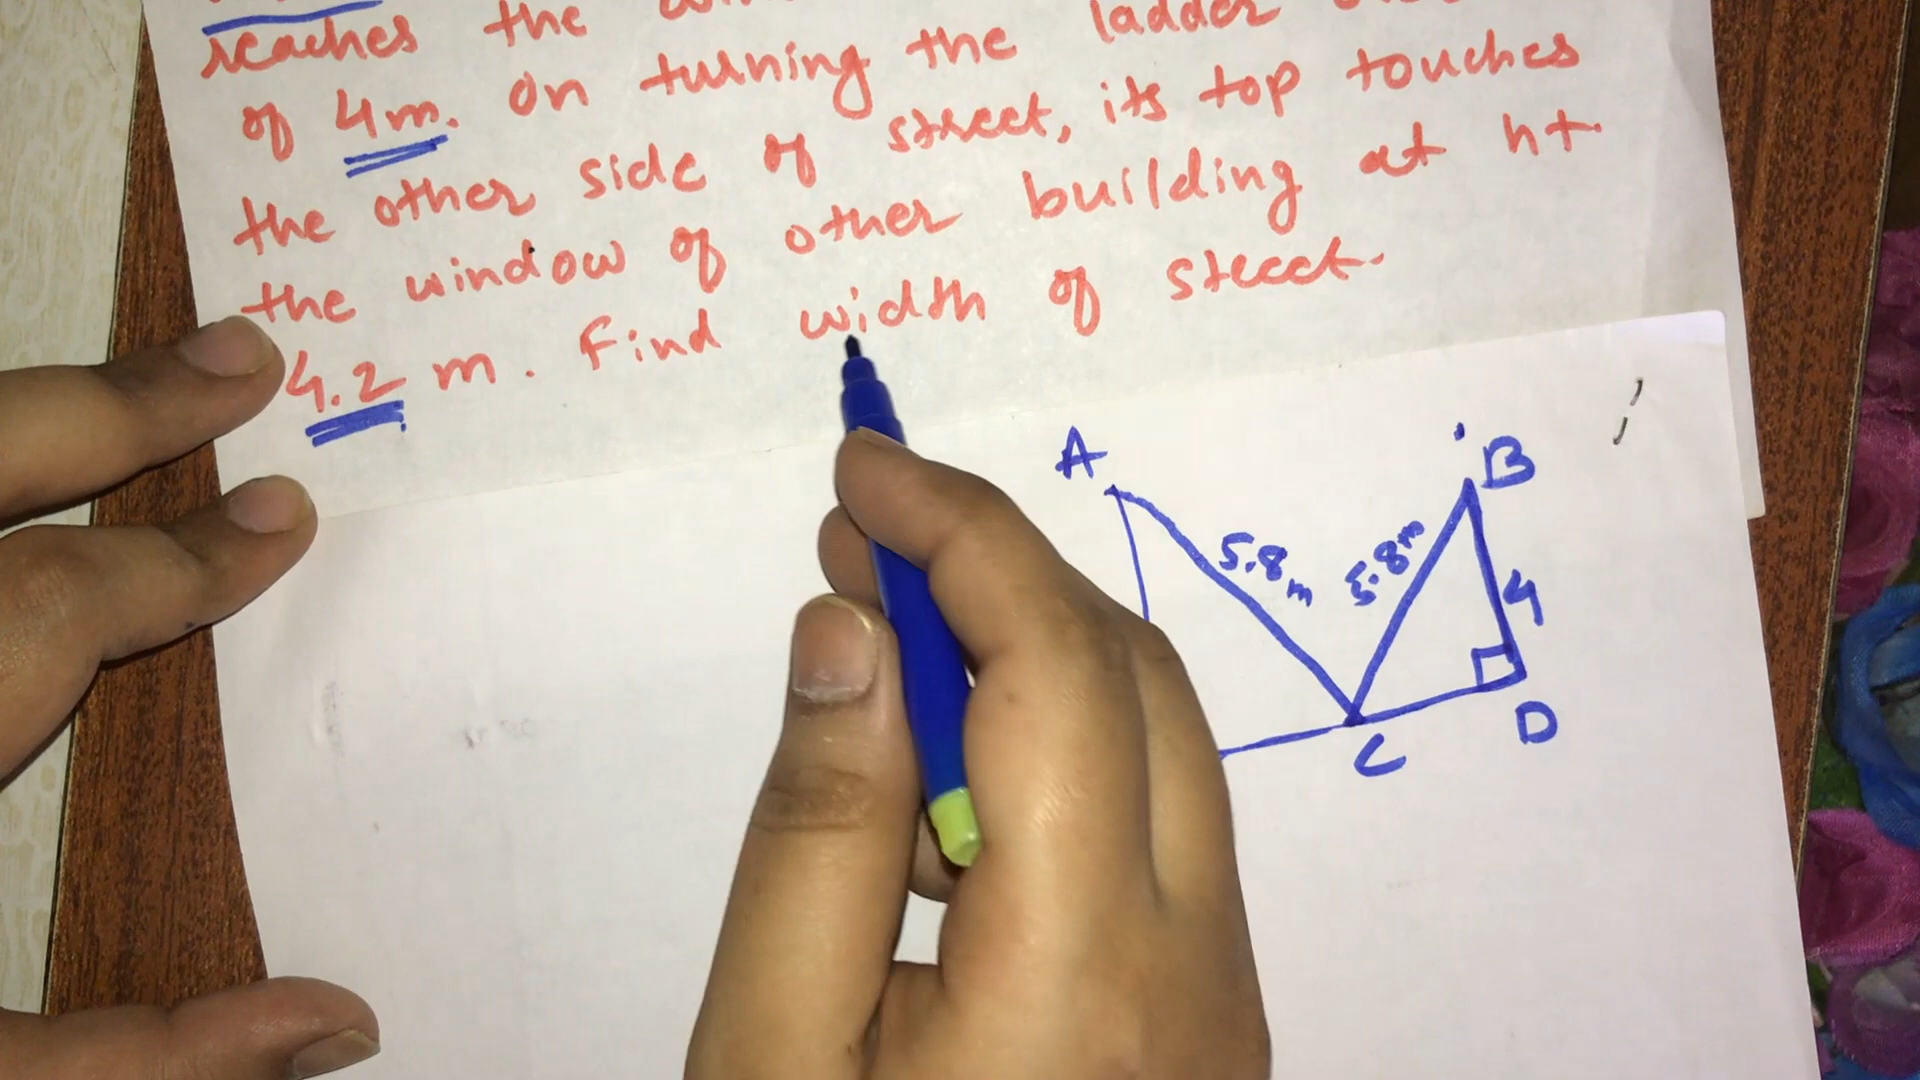 reaches the
of 4m. On turning the ladder
the other side of street, its top touches
the window of other building at ht.
4.2 m. Find width of street.
A
B
5.8m
5.8m
4
C
D